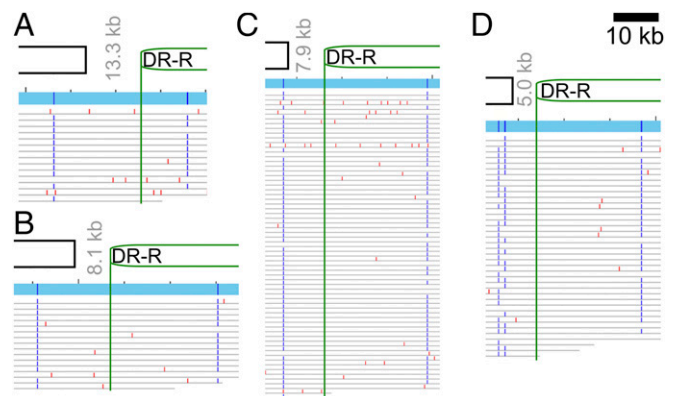 A
13.3 kb
DR-R
B
8.1 kb
DR-R
C
7.9 kb
DR-R
D
5.0 kb
DR-R
10 kb